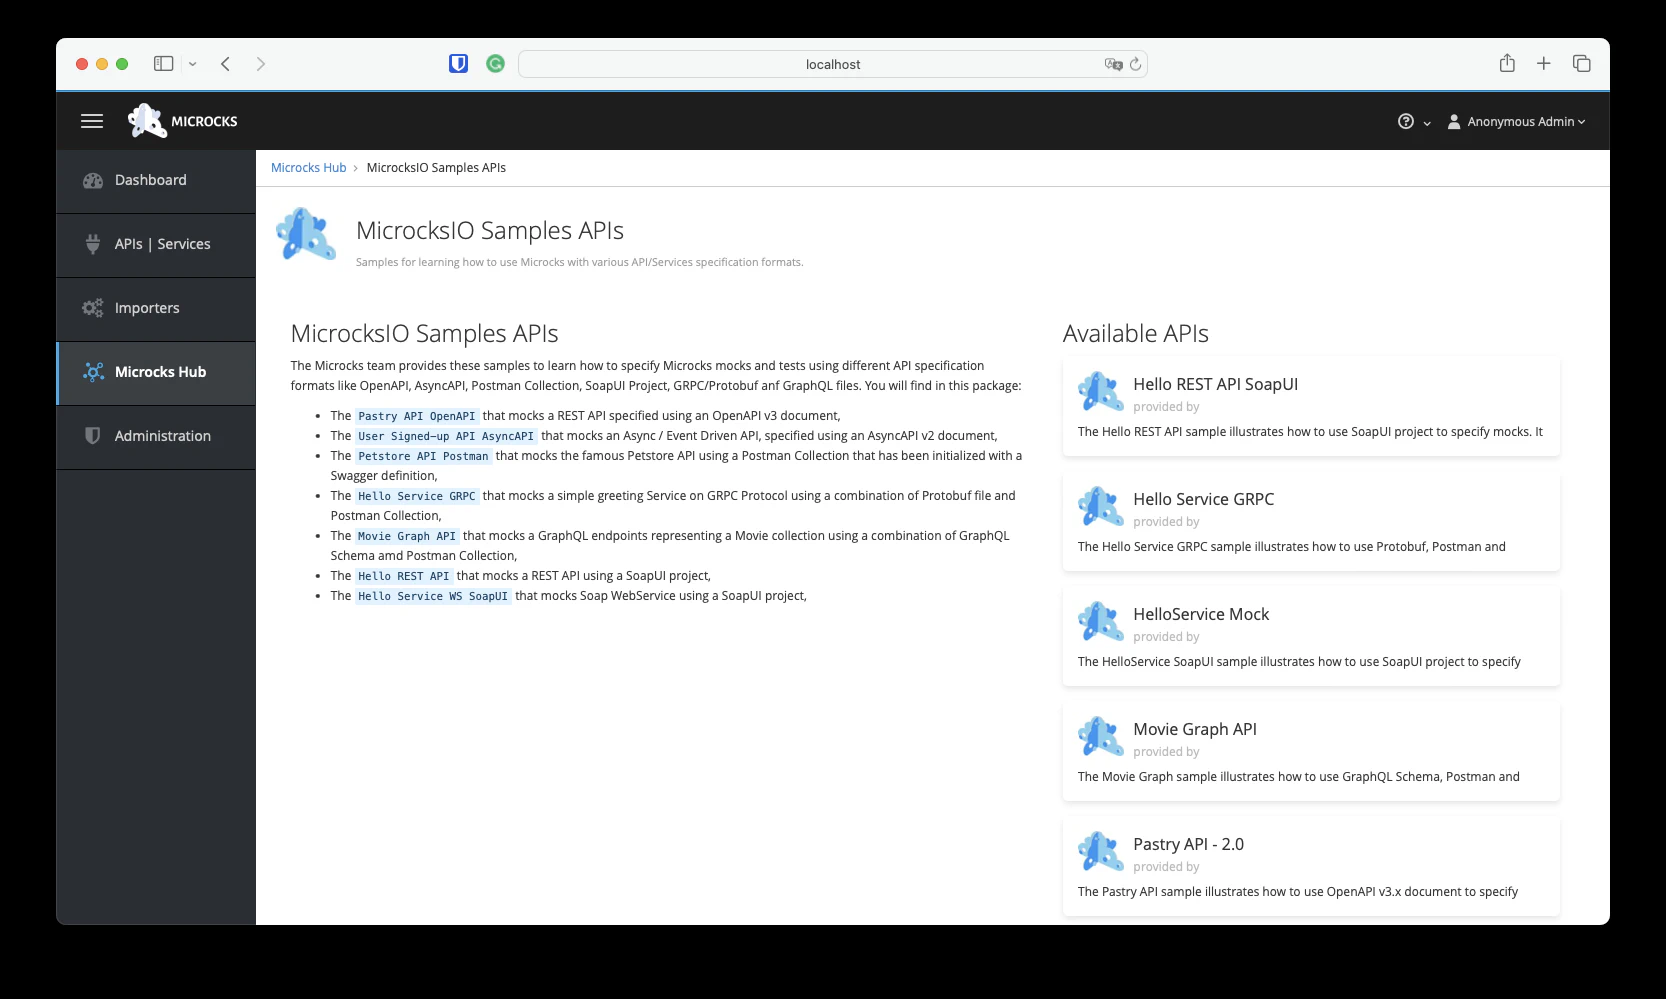 localhost
MICROCKS
Anonymous Admin
Dashboard
APIs | Services
Importers
Microcks Hub
Administration
Microcks Hub › MicrocksIO Samples APIs
MicrocksIO Samples APIs
Samples for learning how to use Microcks with various API/Services specification formats.
MicrocksIO Samples APIs
The Microcks team provides these samples to learn how to specify Microcks mocks and tests using different API specification
formats like OpenAPI, AsyncAPI, Postman Collection, SoapUI Project, GRPC/Protobuf anf GraphQL files. You will find in this package:
• The Pastry API OpenAPI that mocks a REST API specified using an OpenAPI v3 document,
• The User Signed-up API AsyncAPI that mocks an Async / Event Driven API, specified using an AsyncAPI v2 document,
• The Petstore API Postman that mocks the famous Petstore API using a Postman Collection that has been initialized with a
Swagger definition,
• The Hello Service GRPC that mocks a simple greeting Service on GRPC Protocol using a combination of Protobuf file and
Postman Collection,
• The Movie Graph API that mocks a GraphQL endpoints representing a Movie collection using a combination of GraphQL
Schema amd Postman Collection,
• The Hello REST API that mocks a REST API using a SoapUI project,
• The Hello Service WS SoapUI that mocks Soap WebService using a SoapUI project,
Available APIs
Hello REST API SoapUI
provided by
The Hello REST API sample illustrates how to use SoapUI project to specify mocks. It
Hello Service GRPC
provided by
The Hello Service GRPC sample illustrates how to use Protobuf, Postman and
HelloService Mock
provided by
The HelloService SoapUI sample illustrates how to use SoapUI project to specify
Movie Graph API
provided by
The Movie Graph sample illustrates how to use GraphQL Schema, Postman and
Pastry API - 2.0
provided by
The Pastry API sample illustrates how to use OpenAPI v3.x document to specify